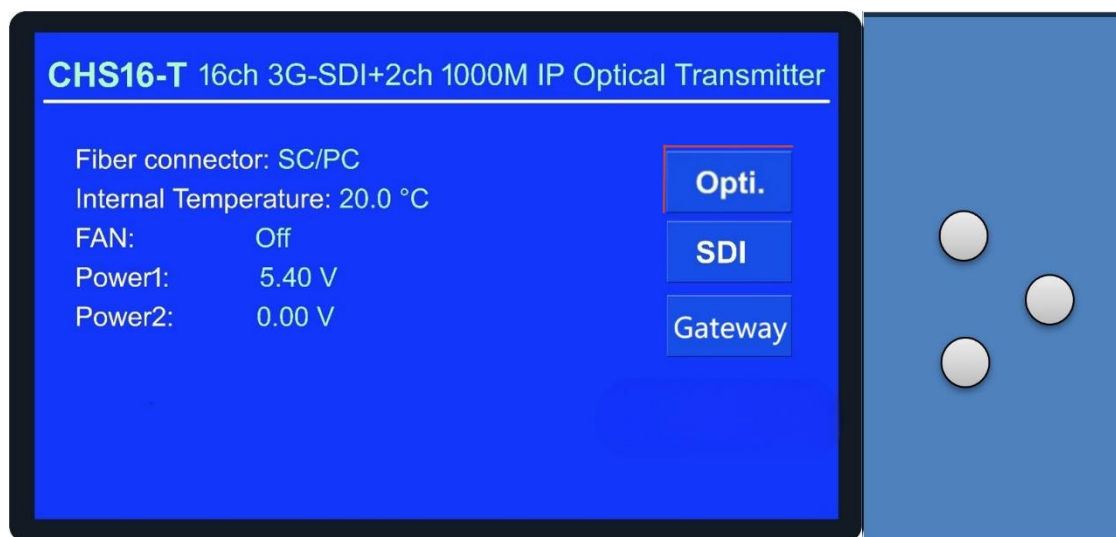 CHS16-T 16ch 3G-SDI+2ch 1000M IP Optical Transmitter
Fiber connector: SC/PC
Internal Temperature: 20.0 °C
FAN: Off
Power1: 5.40 V
Power2: 0.00 V
Opti.
SDI
Gateway